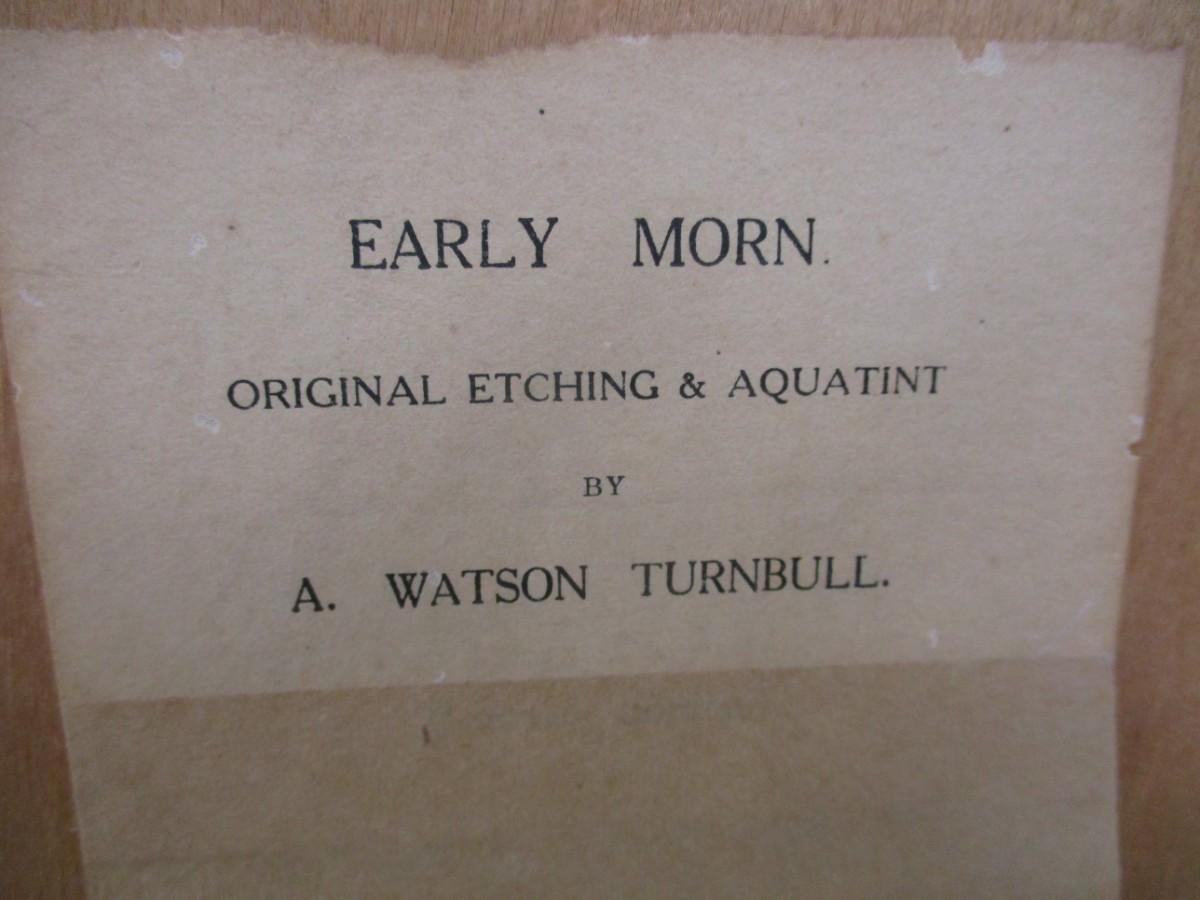 EARLY MORN.
ORIGINAL ETCHING & AQUATINT
BY
A. WATSON TURNBULL.